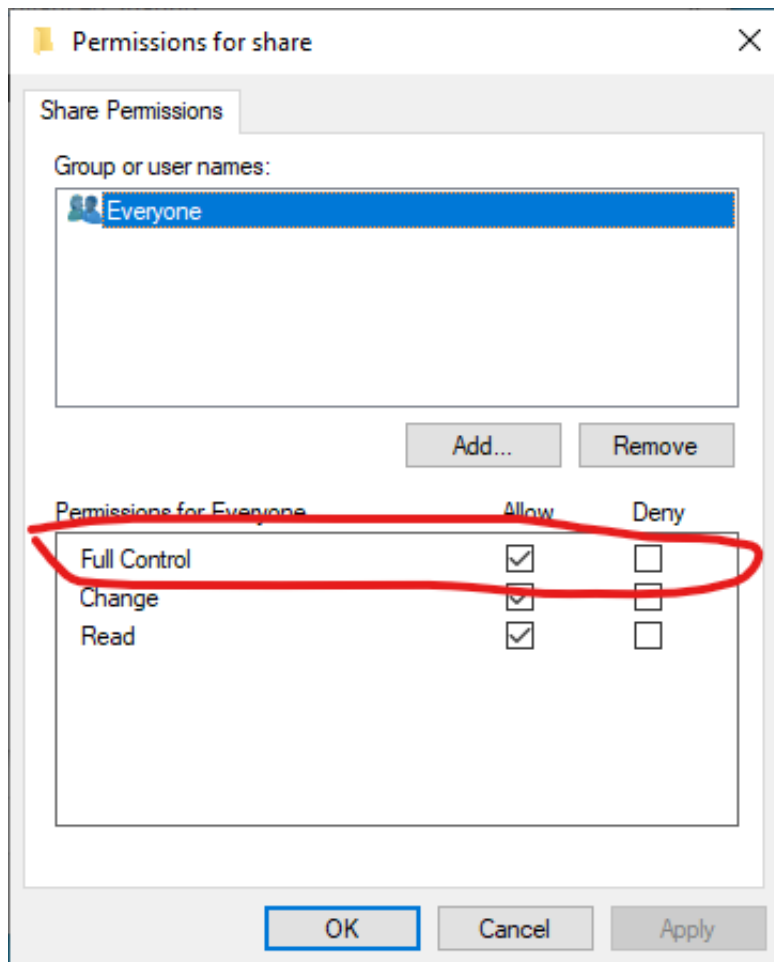 Permissions for share
Share Permissions
Group or user names:
Everyone
Add...
Remove
Permissions for Everyone Allow Deny
Full Control
Change
Read
OK
Cancel
Apply